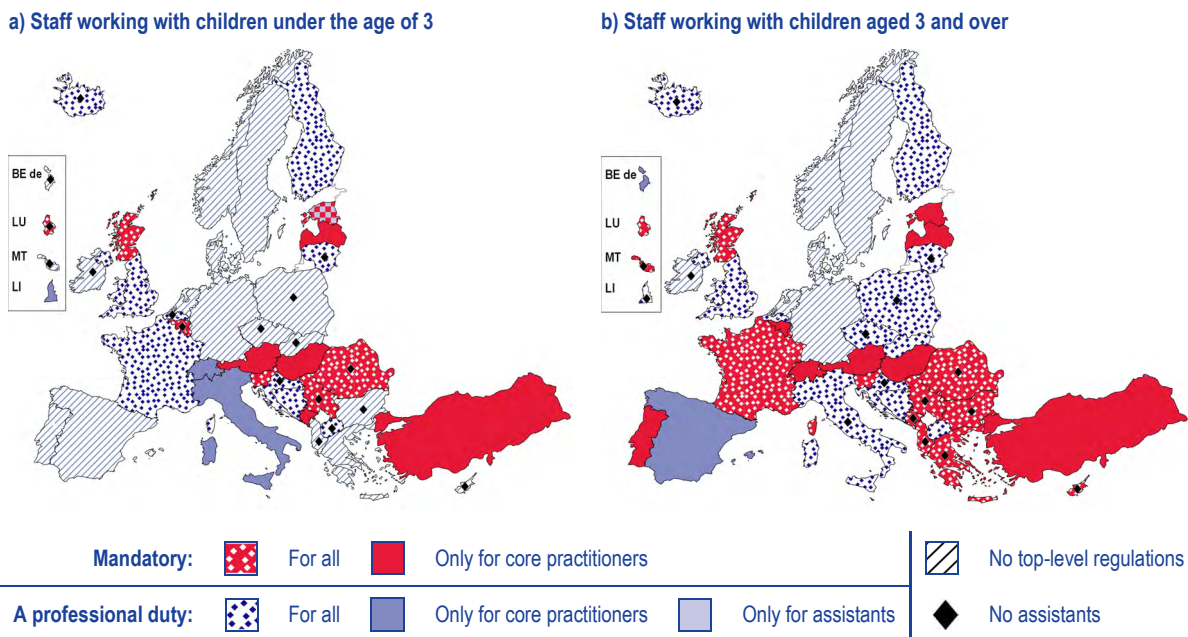 a) Staff working with children under the age of 3
b) Staff working with children aged 3 and over
BE de
LU
MT
LI
BE de
LU
MT
LI
Mandatory: For all Only for core practitioners No top-level regulations
A professional duty: For all Only for core practitioners Only for assistants No assistants